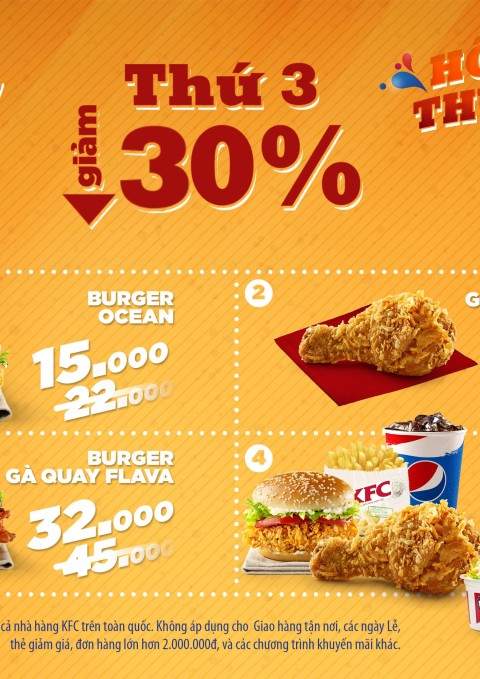 Thứ 3
giảm
30%
2
BURGER
OCEAN
15.000
22.000
4
BURGER
GÀ QUAY FLAVA
32.000
45.000
KFC
cả nhà hàng KFC trên toàn quốc. Không áp dụng cho Giao hàng tận nơi, các ngày Lễ,
thẻ giảm giá, đơn hàng lớn hơn 2.000.000đ, và các chương trình khuyến mãi khác.